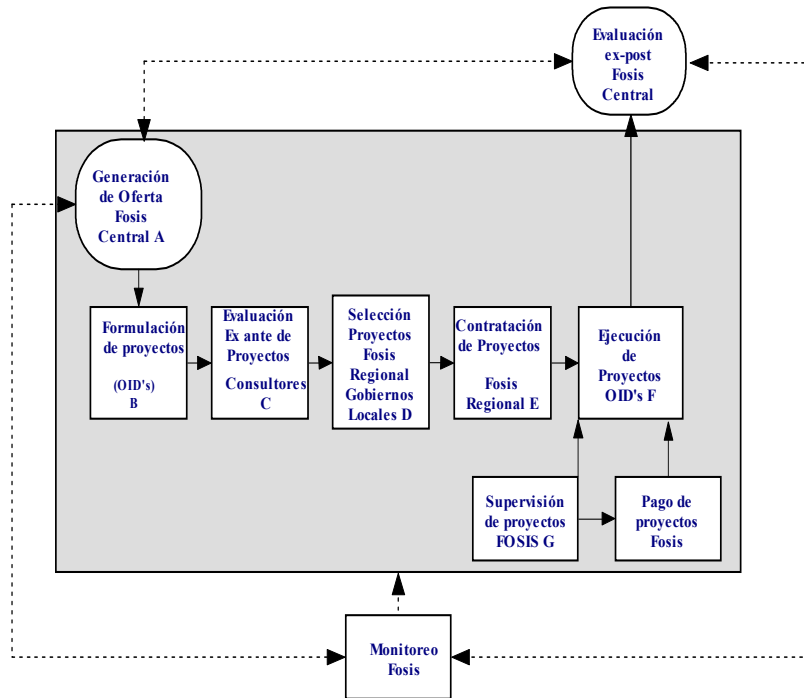 Evaluación
ex-post
Fosis
Central
Generación
de Oferta
Fosis
Central A
Formulación
de proyectos
(OID's)
B
Evaluación
Ex ante de
Proyectos
Consultores
C
Selección
Proyectos
Fosis
Regional
Gobiernos
Locales D
Contratación
de Proyectos
Fosis
Regional E
Ejecución
de
Proyectos
OID's F
Supervisión
de proyectos
FOSIS G
Pago de
proyectos
Fosis
Monitoreo
Fosis